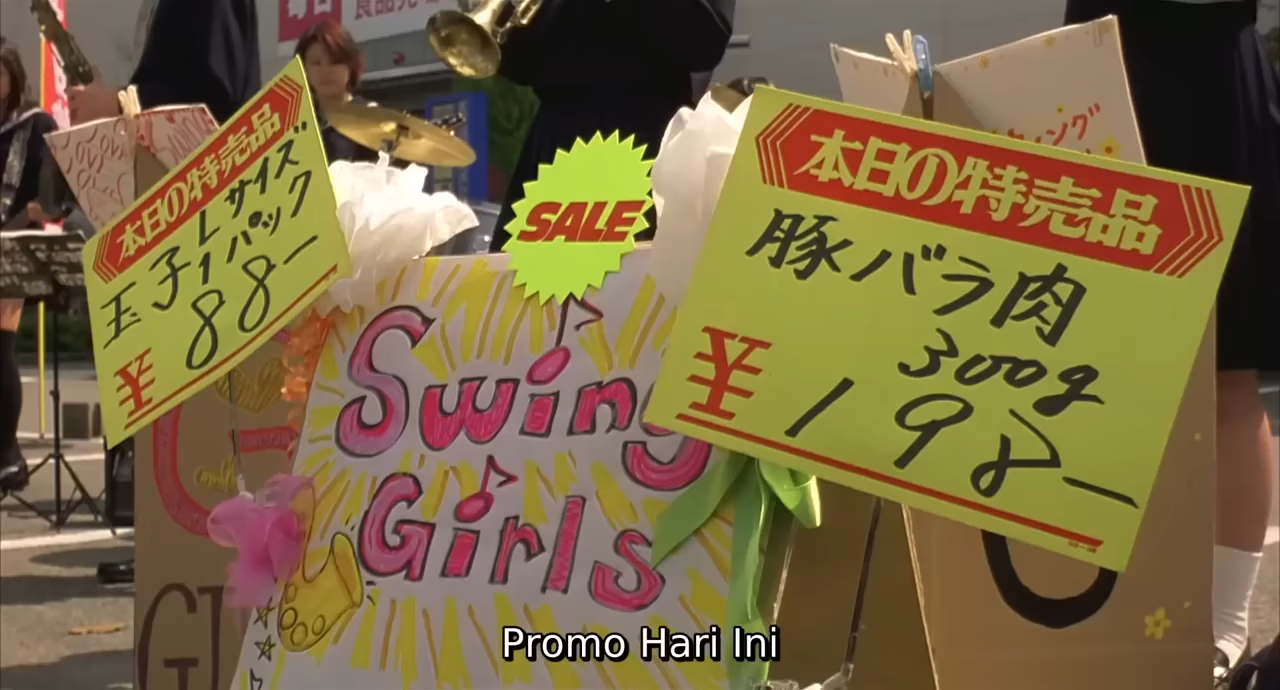 本日の特売品
玉子 Lサイズ
1パック
¥ 88-
SALE
Swing
Girls
本日の特売品
豚バラ肉
300g
¥198-
Promo Hari Ini